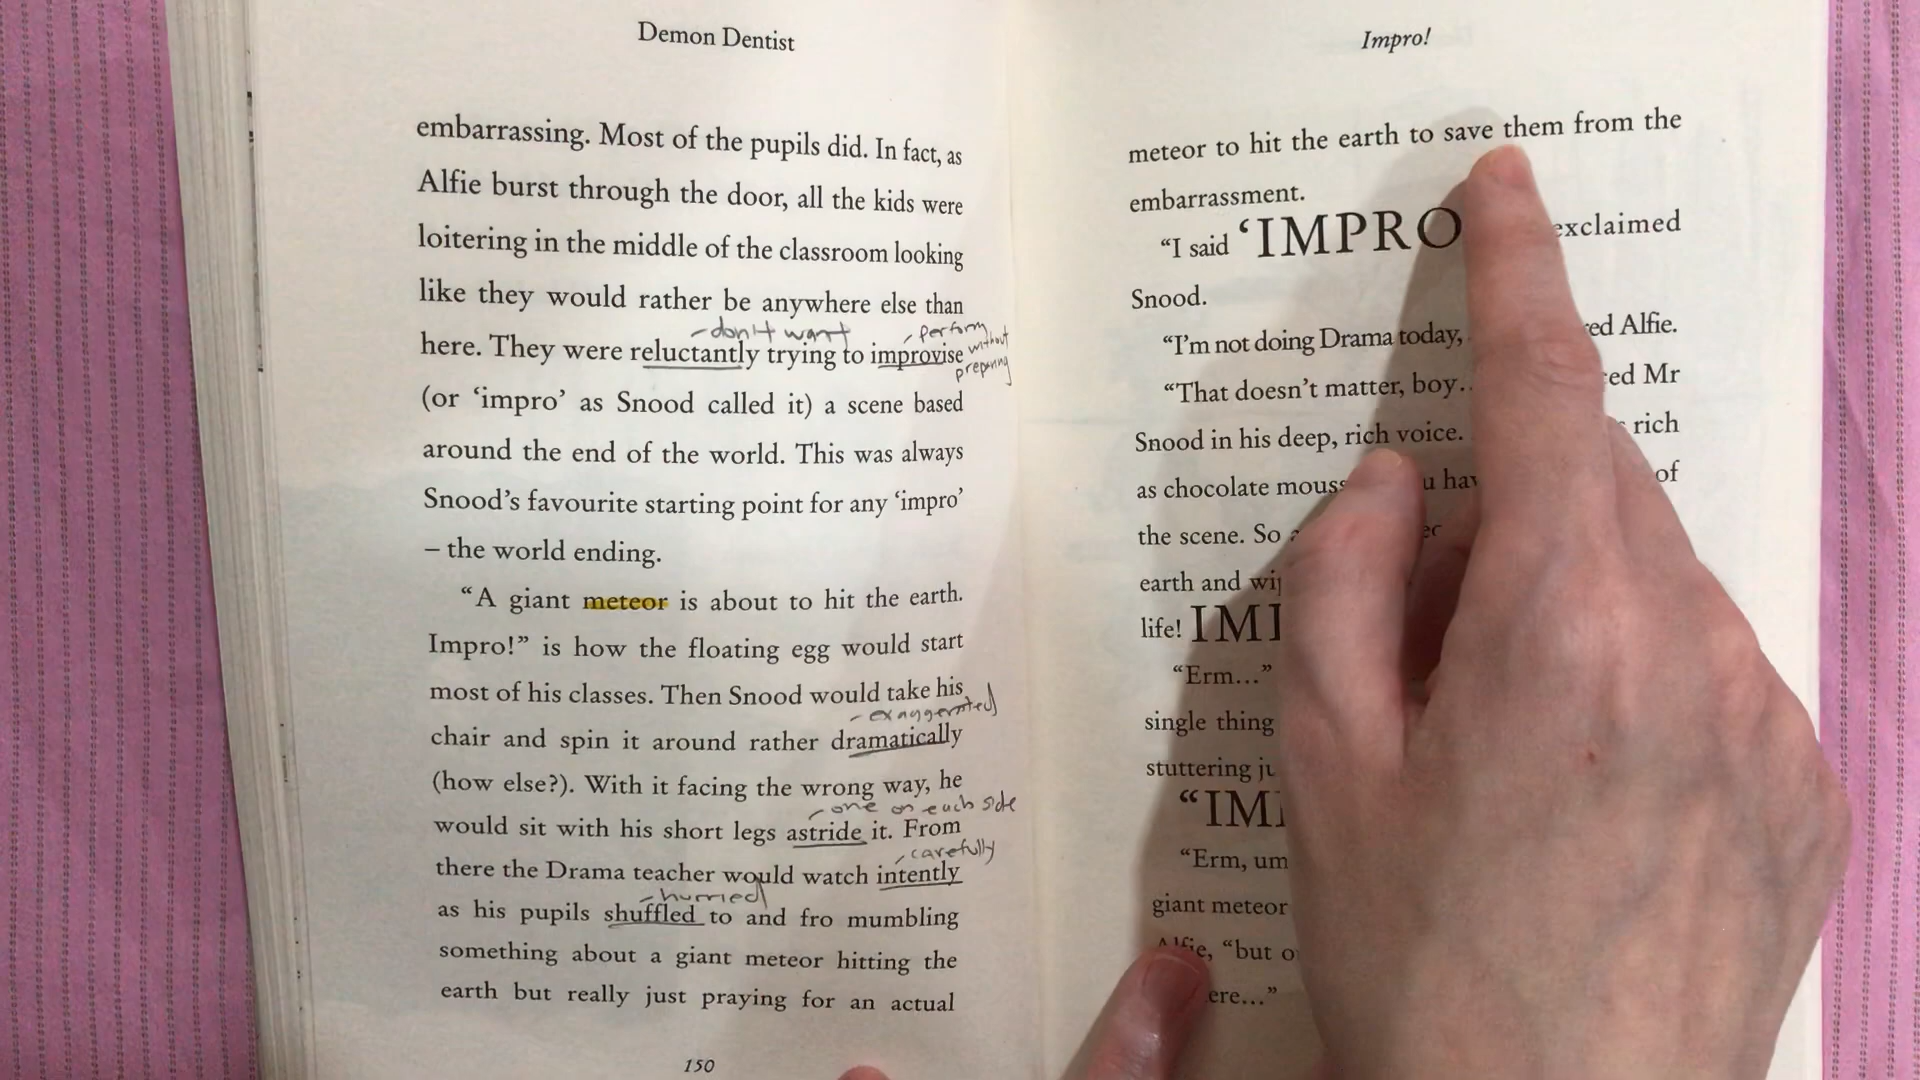 Demon Dentist
embarrassing. Most of the pupils did. In fact, as
Alfie burst through the door, all the kids were
loitering in the middle of the classroom looking
like they would rather be anywhere else than
- don't want
- perform without preparing
here. They were reluctantly trying to improvise
(or ‘impro’ as Snood called it) a scene based
around the end of the world. This was always
Snood’s favourite starting point for any ‘impro’
– the world ending.
“A giant meteor is about to hit the earth.
Impro!” is how the floating egg would start
most of his classes. Then Snood would take his
- exaggerated
chair and spin it around rather dramatically
(how else?). With it facing the wrong way, he
- one on each side
would sit with his short legs astride it. From
- carefully
there the Drama teacher would watch intently
- hurried
as his pupils shuffled to and fro mumbling
something about a giant meteor hitting the
earth but really just praying for an actual
150
Impro!
meteor to hit the earth to save them from the
embarrassment.
“I said ‘IMPRO exclaimed
Snood.
“I’m not doing Drama today, Alfie.
“That doesn’t matter, boy… Mr
Snood in his deep, rich voice. rich
as chocolate of
the scene. So
earth and
life!
“Erm…”
single thing
stuttering
“Erm, um
giant meteor
Alfie, “but